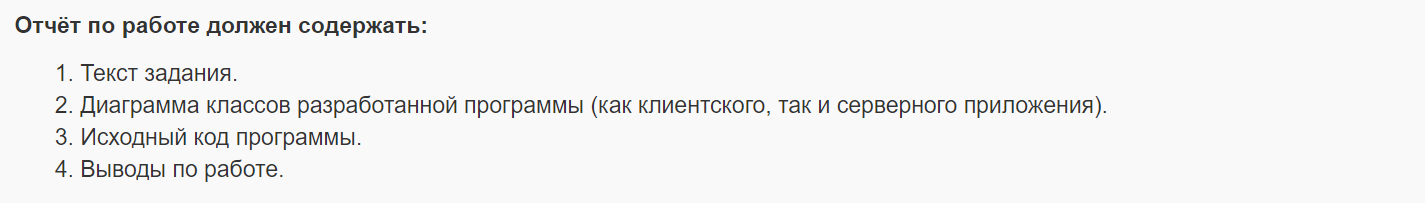 Отчёт по работе должен содержать:
1. Текст задания.
2. Диаграмма классов разработанной программы (как клиентского, так и серверного приложения).
3. Исходный код программы.
4. Выводы по работе.